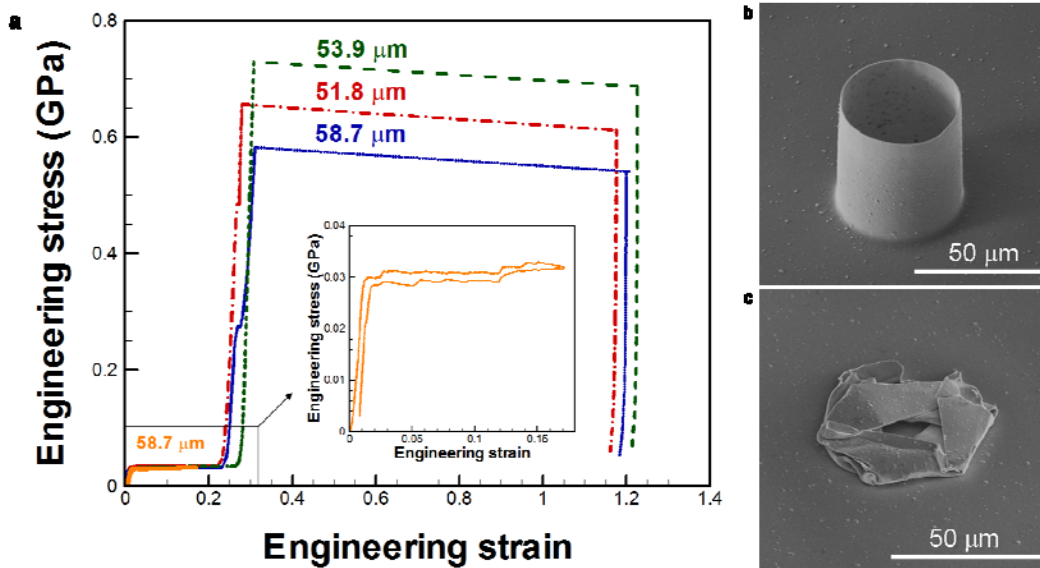 a
0.8
0.6
0.4
0.2
0
0
0.2
0.4
0.6
0.8
1
1.2
1.4
Engineering stress (GPa)
Engineering strain
53.9 μm
51.8 μm
58.7 μm
58.7 μm
0.04
0.03
0.02
0.01
0
0
0.05
0.1
0.16
Engineering stress (GPa)
Engineering strain
b
50 μm
c
50 μm